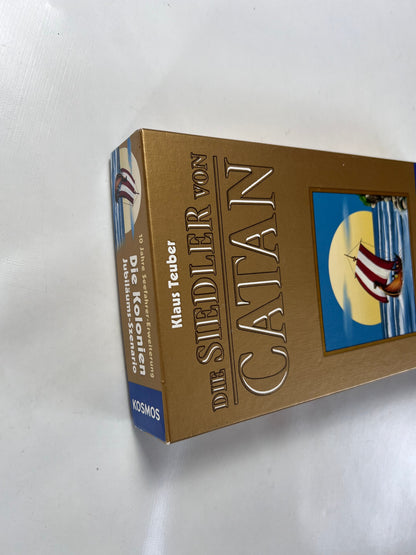 Klaus Teuber
DIE SIEDLER VON
CATAN
10 Jahre Seefahrer-Erweiterung
Die Kolonien
Jubiläums-Szenario
KOSMOS